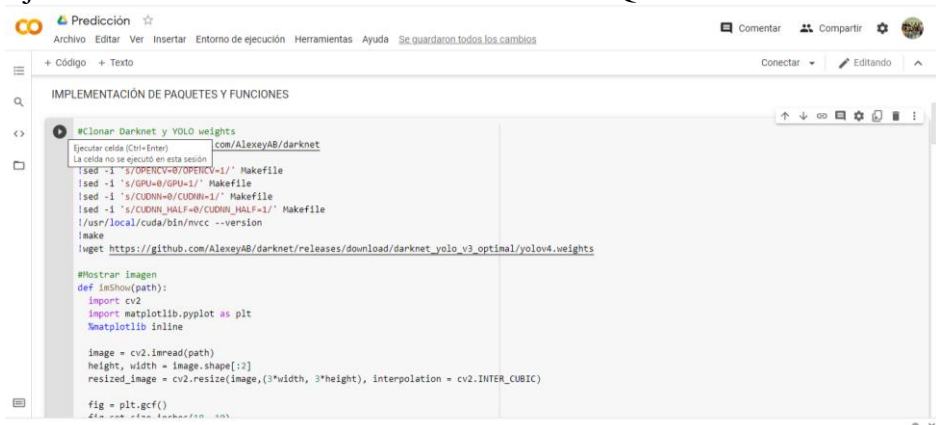 Predicción
Comentar Compartir
Archivo Editar Ver Insertar Entorno de ejecución Herramientas Ayuda Se guardaron todos los cambios
+ Código + Texto
Conectar Editando
IMPLEMENTACIÓN DE PAQUETES Y FUNCIONES
#Clonar Darknet y YOLO weights
.com/AlexeyAB/darknet
Ejecutar celda (Ctrl+Enter)
La celda no se ejecutó en esta sesión
!sed -i 's/OPENCV=0/OPENCV=1/' Makefile
!sed -i 's/GPU=0/GPU=1/' Makefile
!sed -i 's/CUDNN=0/CUDNN=1/' Makefile
!sed -i 's/CUDNN_HALF=0/CUDNN_HALF=1/' Makefile
!/usr/local/cuda/bin/nvcc --version
!make
!wget https://github.com/AlexeyAB/darknet/releases/download/darknet_yolo_v3_optimal/yolov4.weights
#Mostrar imagen
def imShow(path):
import cv2
import matplotlib.pyplot as plt
%matplotlib inline
image = cv2.imread(path)
height, width = image.shape[:2]
resized_image = cv2.resize(image,(3*width, 3*height), interpolation = cv2.INTER_CUBIC)
fig = plt.gcf()